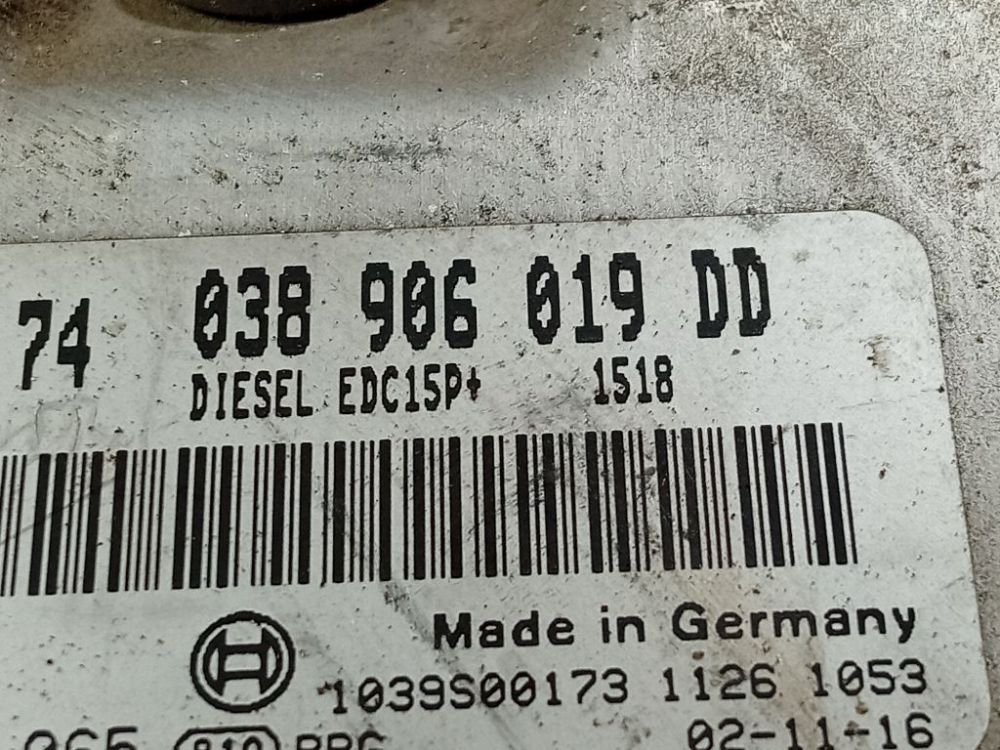 74 038 906 019 DD
DIESEL EDC15P+ 1518
Made in Germany
1039S00173 1126 1053
02-11-16